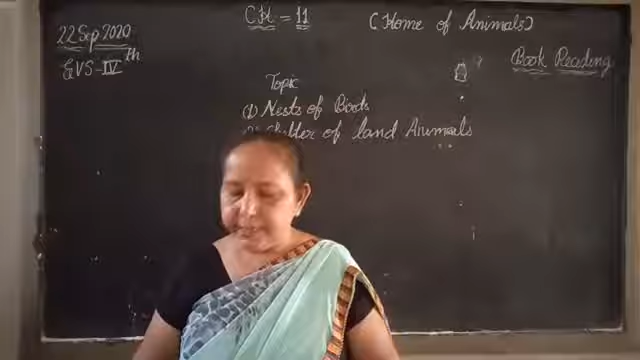 22 Sep 2020
CH = 11
(Home of Animals)
EVS - IV th
Book Reading
Topic
(1) Nests of Birds
(2) Shelter of land Animals